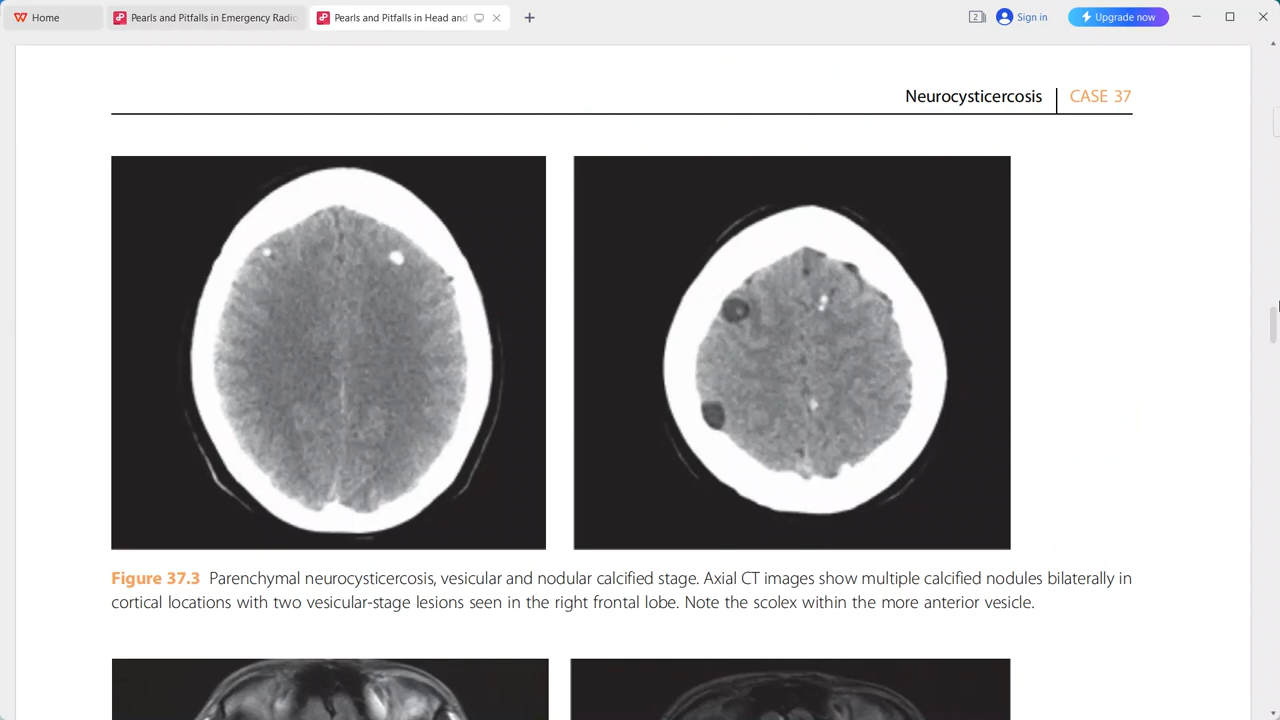 Home
Pearls and Pitfalls in Emergency Radio
Pearls and Pitfalls in Head and
2
Sign in
Upgrade now
Neurocysticercosis CASE 37
Figure 37.3 Parenchymal neurocysticercosis, vesicular and nodular calcified stage. Axial CT images show multiple calcified nodules bilaterally in
cortical locations with two vesicular-stage lesions seen in the right frontal lobe. Note the scolex within the more anterior vesicle.